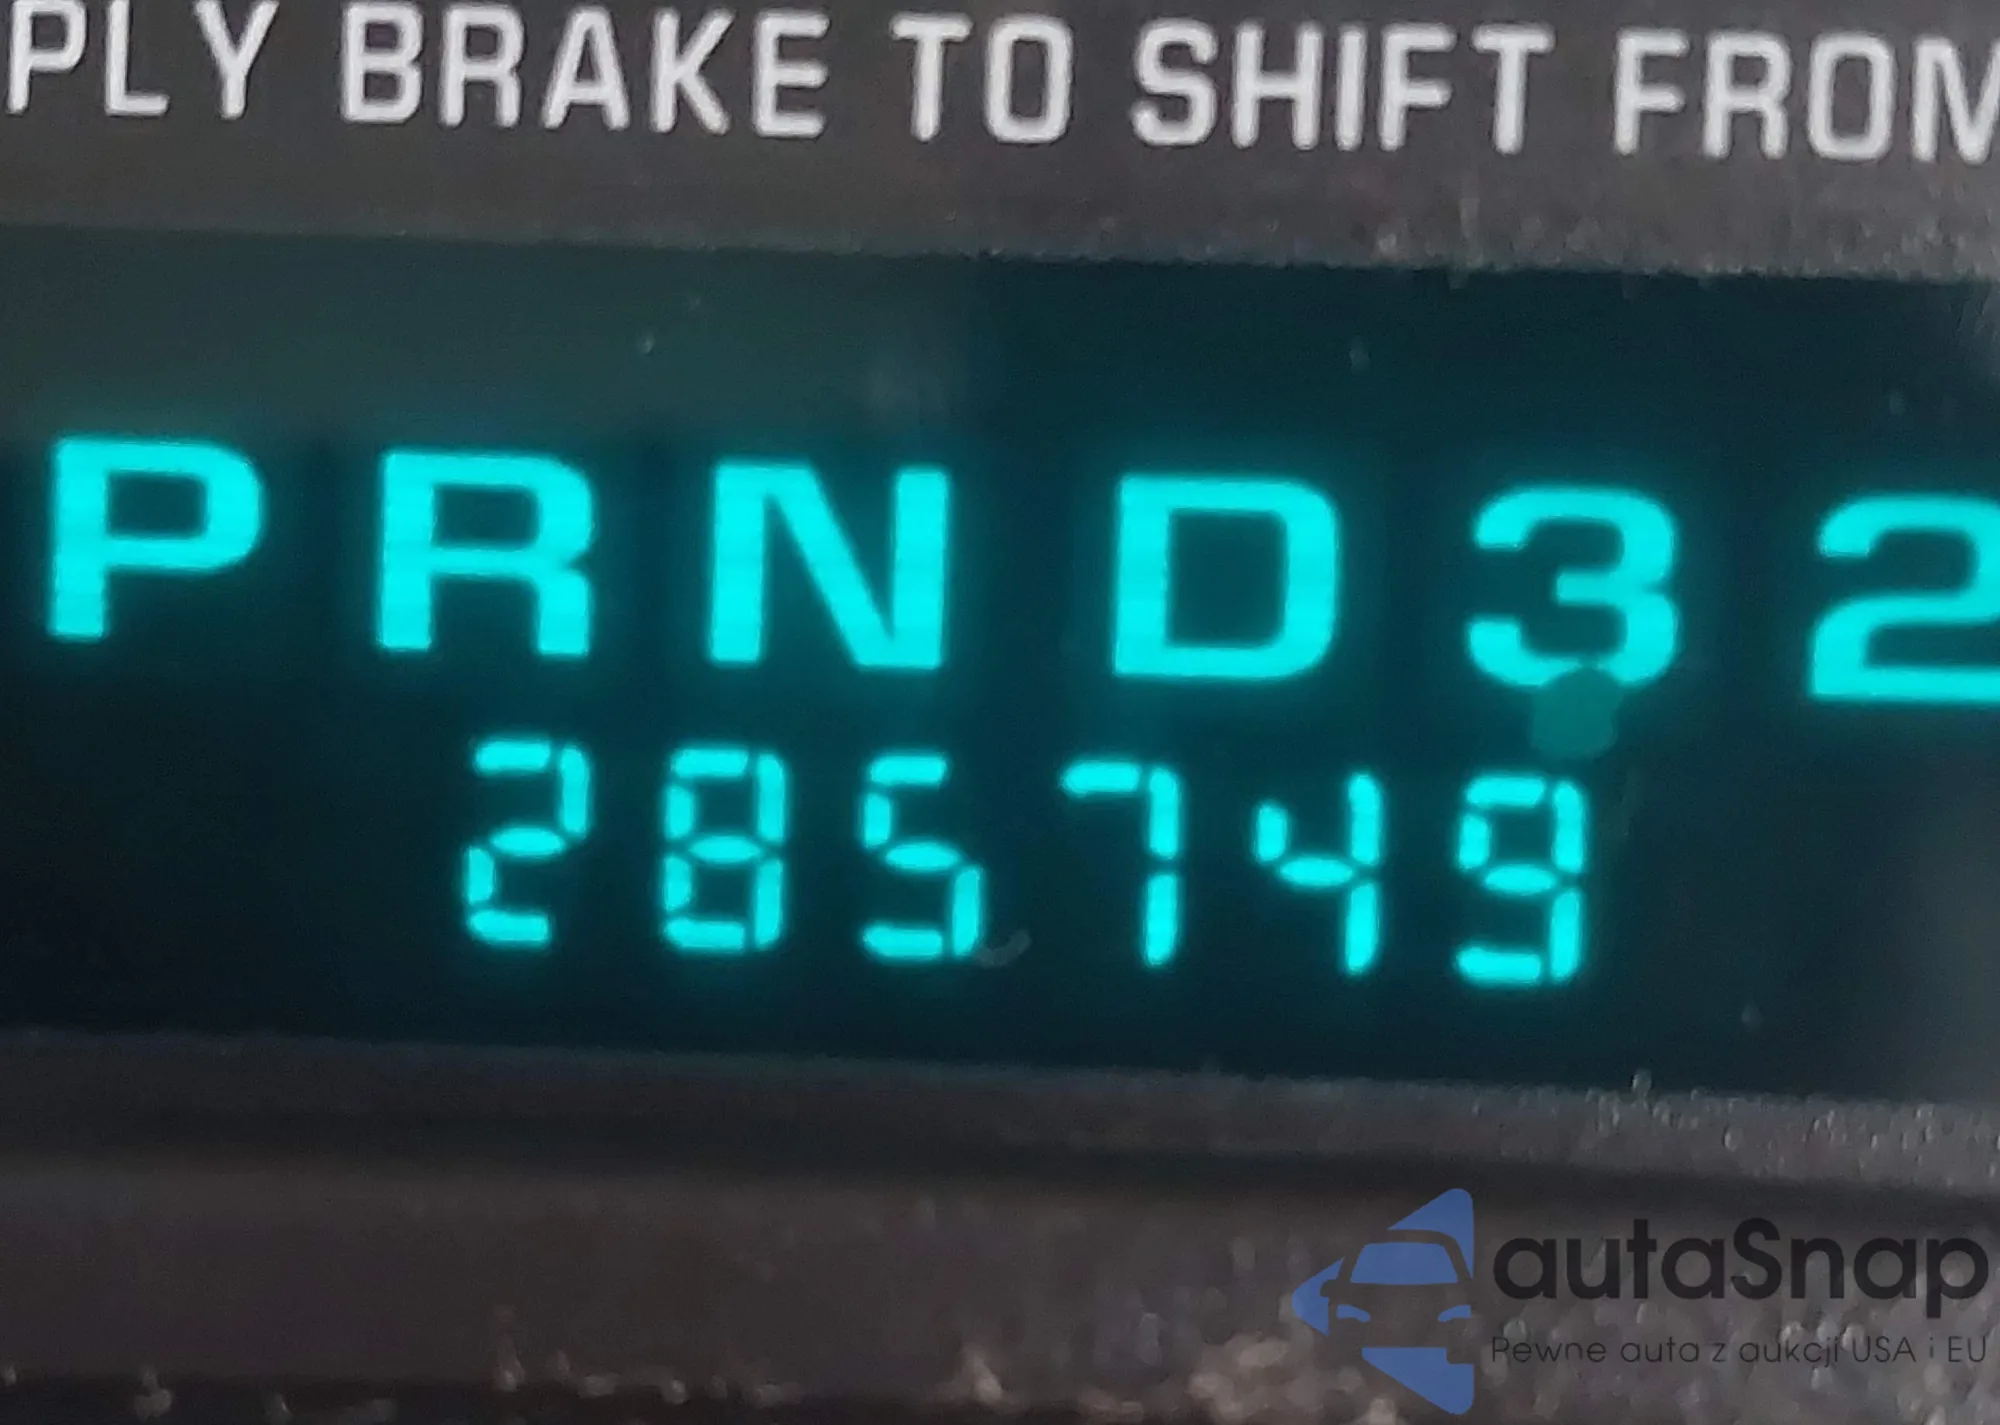 PLY BRAKE TO SHIFT FROM
P R N D 3 2
285749
autaSnap
Pewne auta z aukcji USA i EU